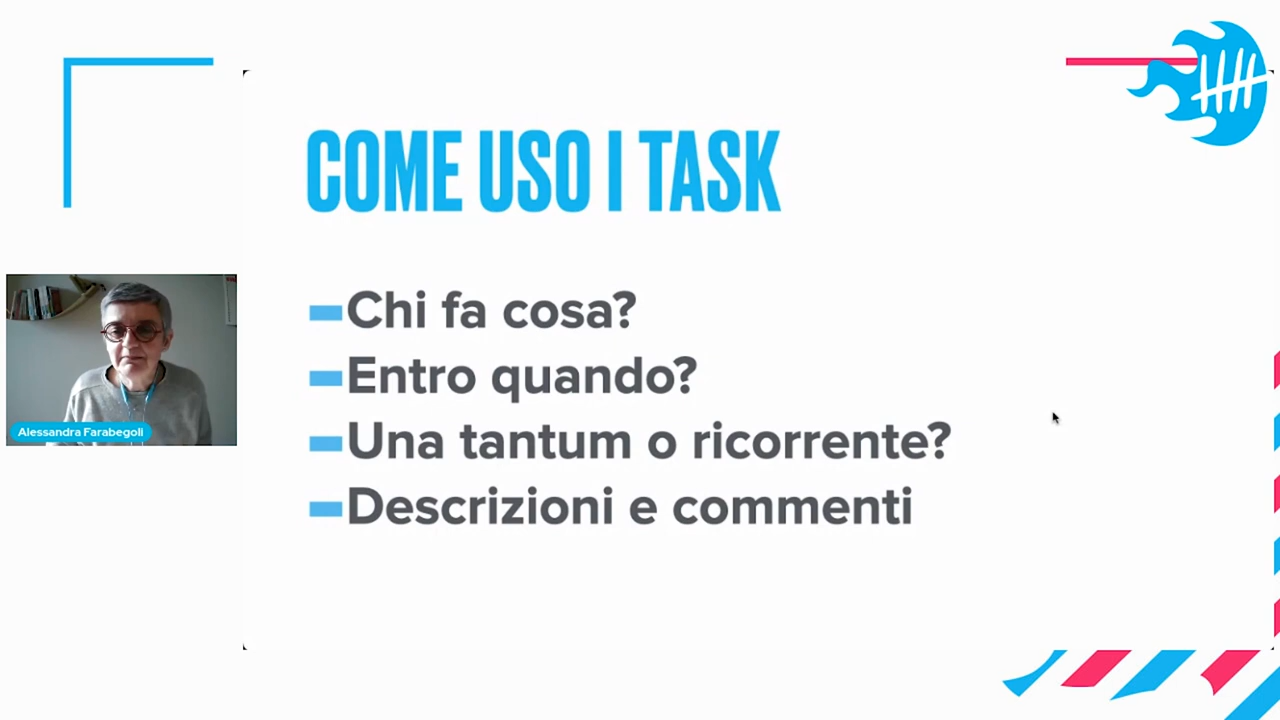 COME USO I TASK
Chi fa cosa?
Entro quando?
Una tantum o ricorrente?
Descrizioni e commenti
Alessandra Farabegoli